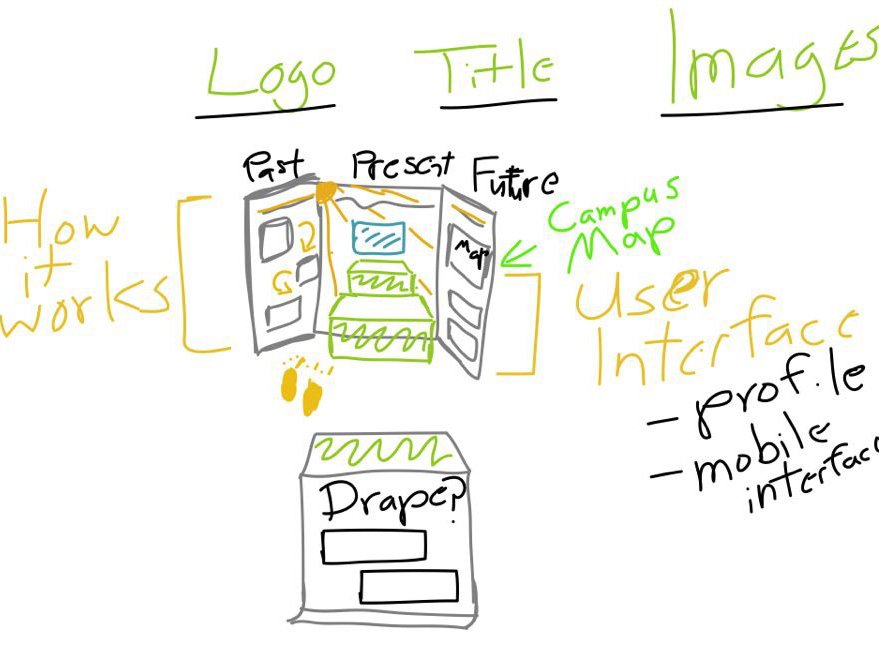 Logo Title Images
Past Present Future
How
it
works
Campus
Map
Map
User
Interface
- profile
- mobile
interface
Drape?